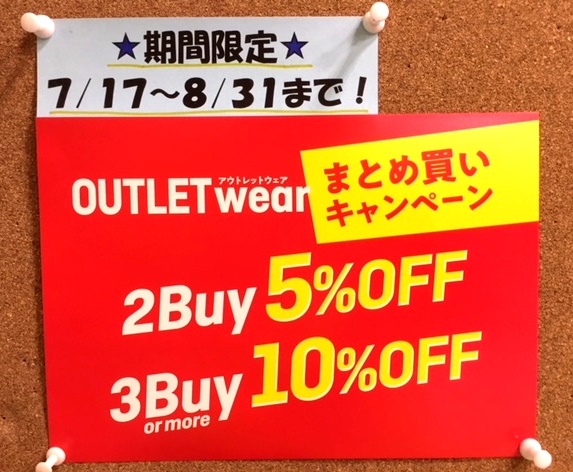 ★期間限定★
7/17～8/31まで！
アウトレットウェア
OUTLET wear
まとめ買い
キャンペーン
2Buy 5%OFF
3Buy 10%OFF
or more